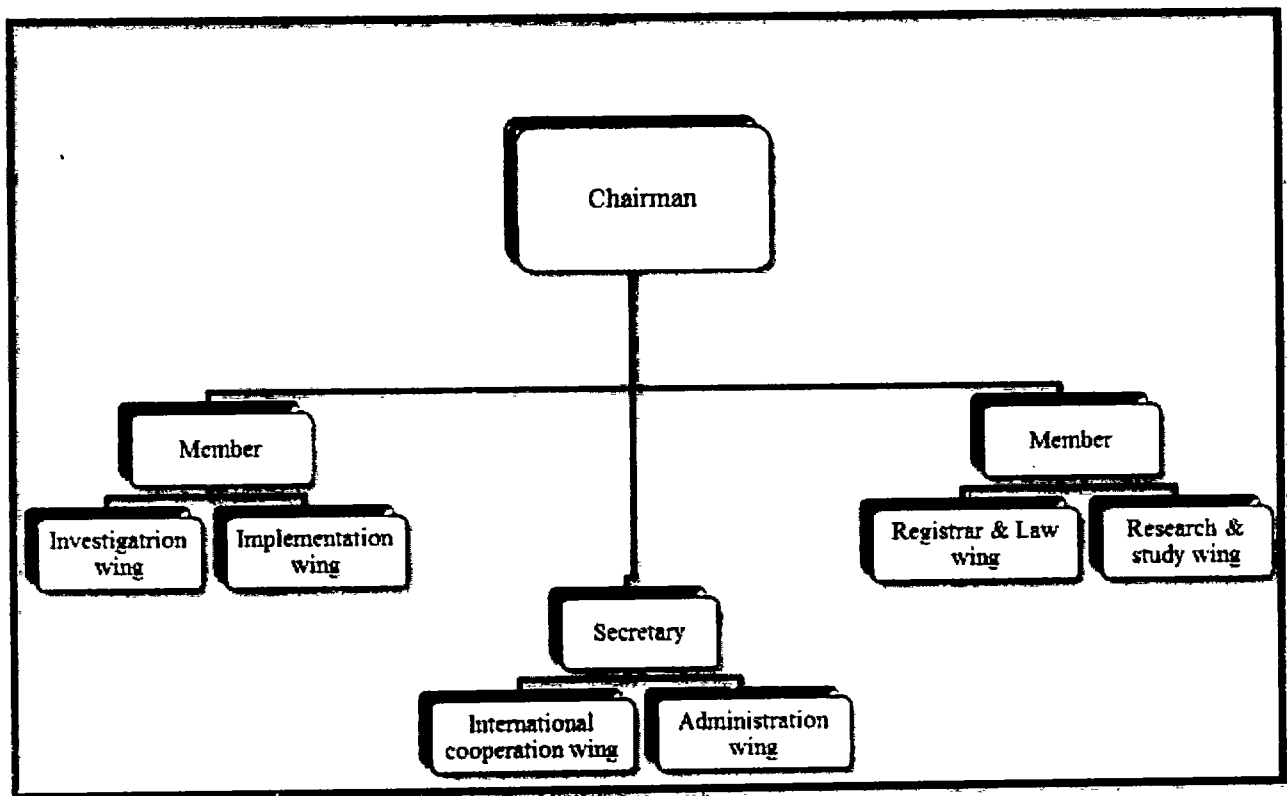 Chairman
Member
Member
Investigatrion
wing
Implementation
wing
Registrar & Law
wing
Research &
study wing
Secretary
International
cooperation wing
Administration
wing